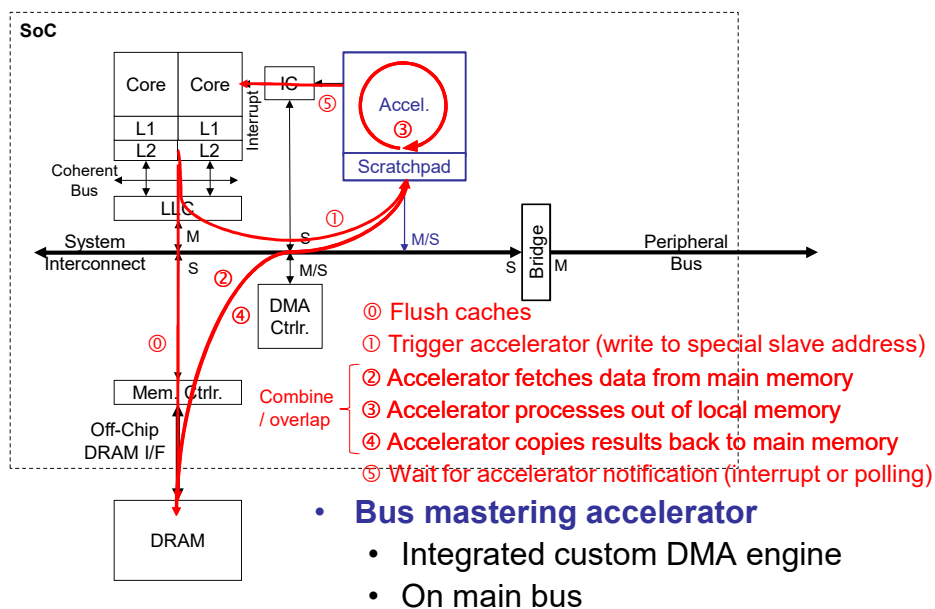 SoC
Core
Core
IC
Interrupt
⑤
Accel.
③
L1
L1
L2
L2
Scratchpad
Coherent
Bus
LLC
①
M
S
M/S
System
Interconnect
S
②
M/S
S
Bridge
M
Peripheral
Bus
④
DMA
Ctrlr.
⓪
⓪ Flush caches
① Trigger accelerator (write to special slave address)
Mem. Ctrlr.
Combine
/ overlap
② Accelerator fetches data from main memory
③ Accelerator processes out of local memory
④ Accelerator copies results back to main memory
Off-Chip
DRAM I/F
⑤ Wait for accelerator notification (interrupt or polling)
DRAM
• Bus mastering accelerator
• Integrated custom DMA engine
• On main bus